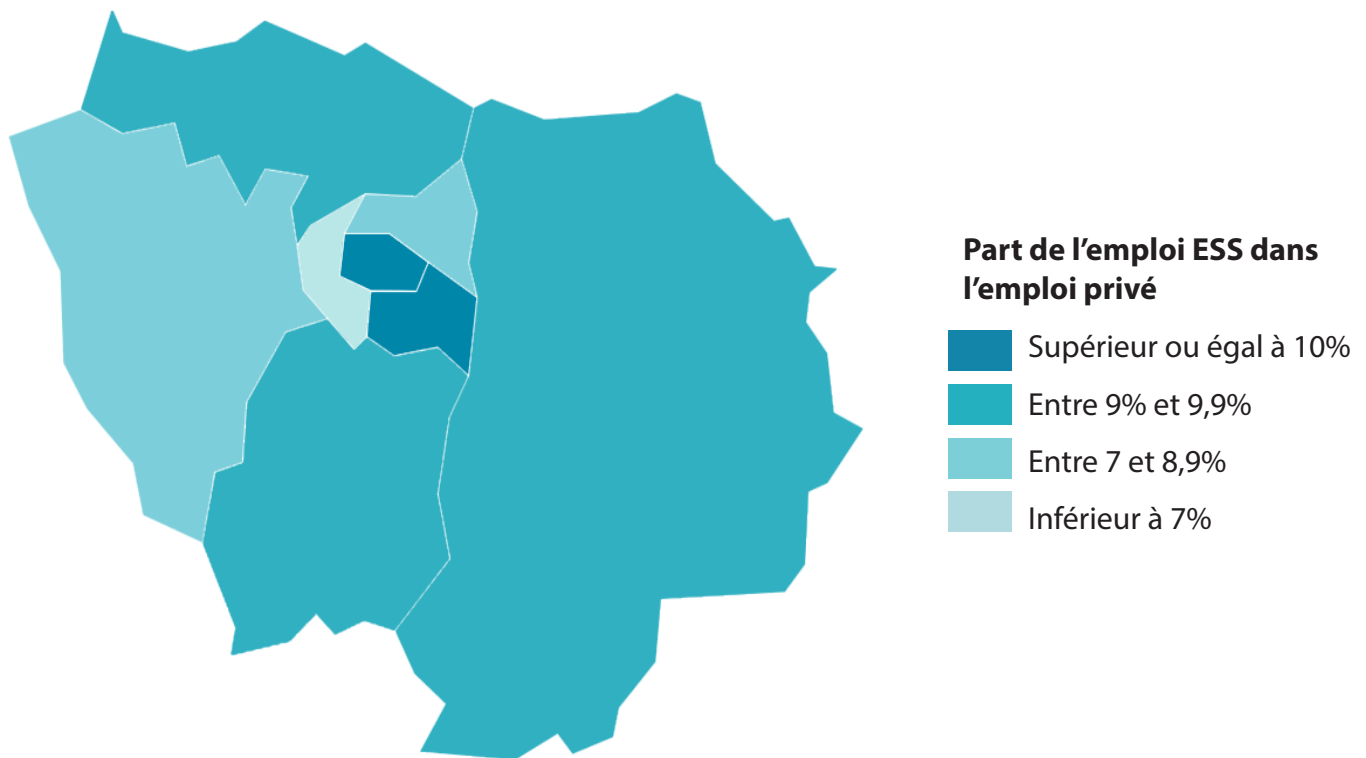 Part de l'emploi ESS dans
l'emploi privé
Supérieur ou égal à 10%
Entre 9% et 9,9%
Entre 7 et 8,9%
Inférieur à 7%